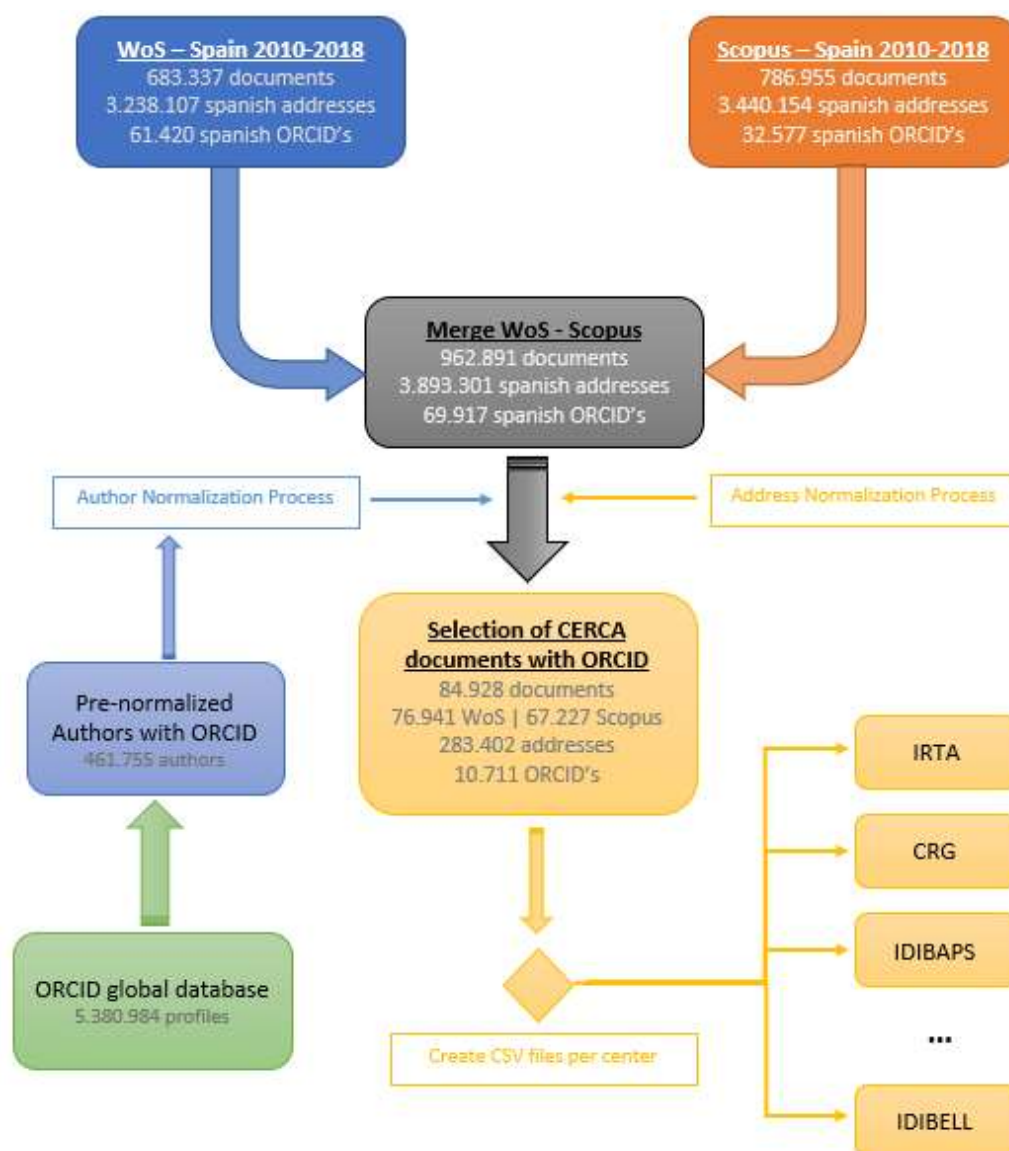 WoS – Spain 2010-2018
683.337 documents
3.238.107 spanish addresses
61.420 spanish ORCID's
Scopus – Spain 2010-2018
786.955 documents
3.440.154 spanish addresses
32.577 spanish ORCID's
Merge WoS - Scopus
962.891 documents
3.893.301 spanish addresses
69.917 spanish ORCID's
Author Normalization Process
Address Normalization Process
Selection of CERCA
documents with ORCID
84.928 documents
76.941 WoS | 67.227 Scopus
283.402 addresses
10.711 ORCID's
Pre-normalized
Authors with ORCID
461.755 authors
ORCID global database
5.380.984 profiles
Create CSV files per center
IRTA
CRG
IDIBAPS
...
IDIBELL